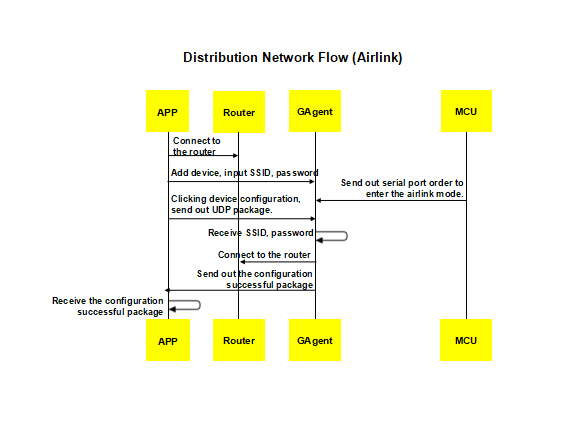 Distribution Network Flow (Airlink)
APP
Router
GAgent
MCU
Connect to
the router
Add device, input SSID, password
Send out serial port order to
enter the airlink mode.
Clicking device configuration,
send out UDP package.
Receive SSID, password
Connect to the router
Send out the configuration
successful package
Receive the configuration
successful package
APP
Router
GAgent
MCU